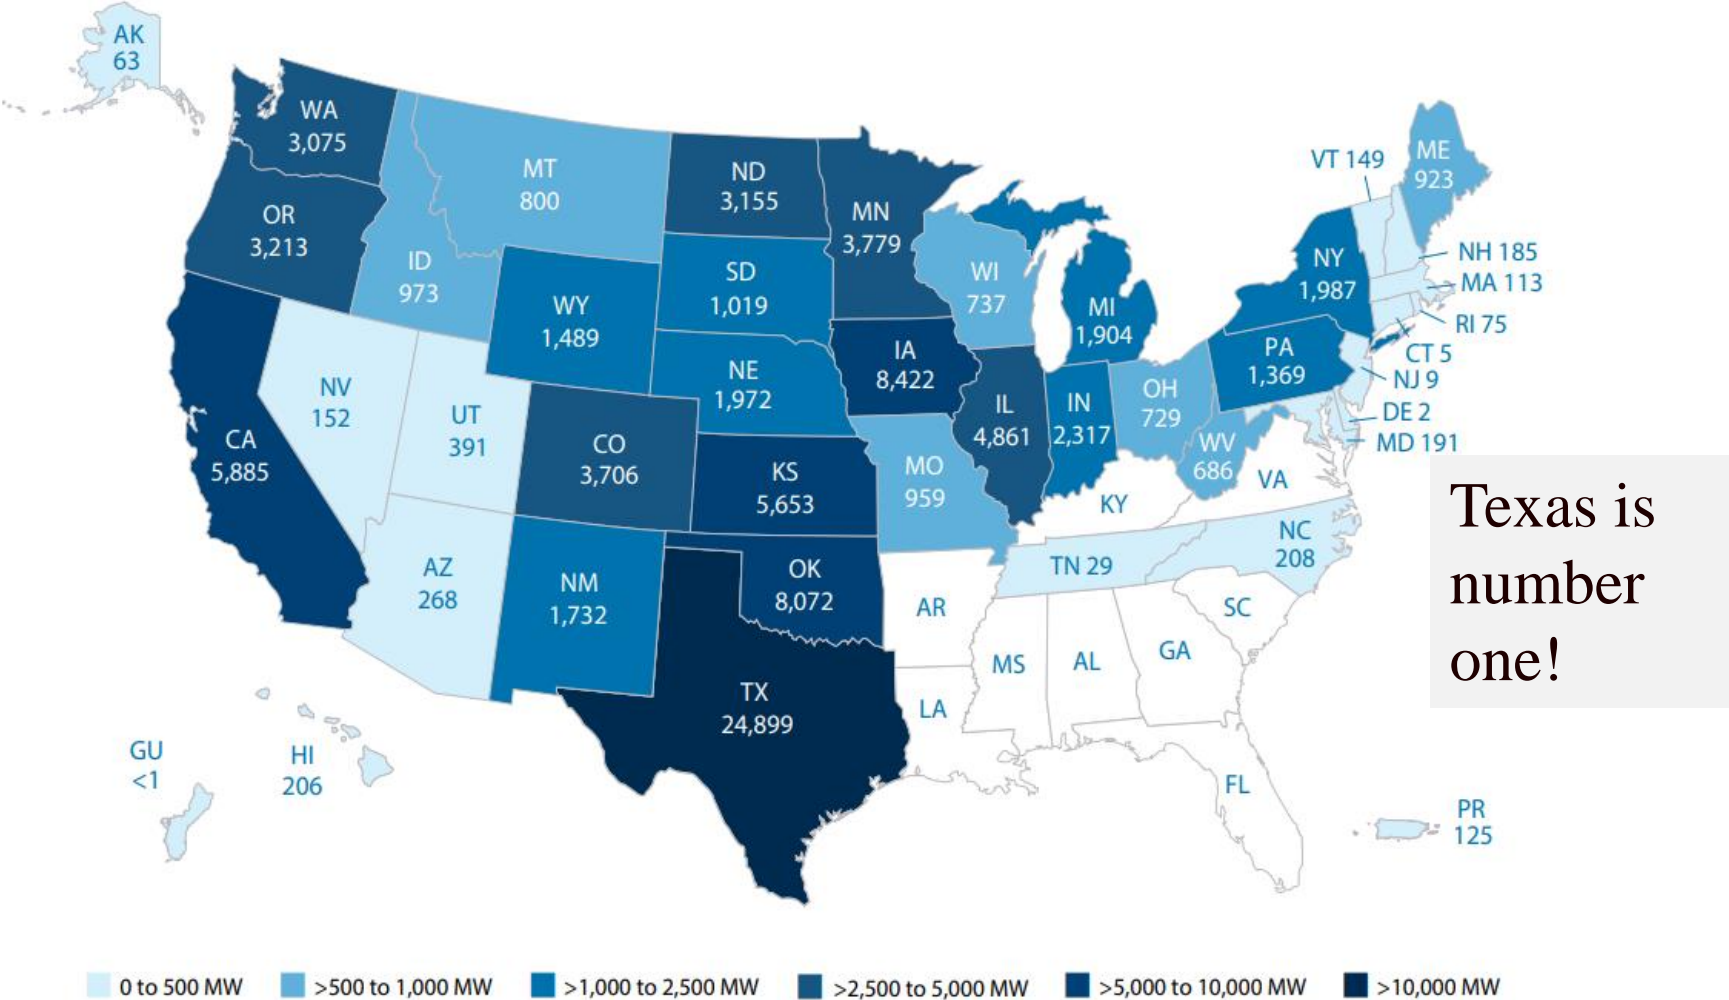 AK
63
WA
3,075
OR
3,213
CA
5,885
ID
973
NV
152
MT
800
WY
1,489
UT
391
AZ
268
CO
3,706
NM
1,732
ND
3,155
SD
1,019
NE
1,972
KS
5,653
OK
8,072
TX
24,899
MN
3,779
IA
8,422
MO
959
AR
LA
WI
737
IL
4,861
MI
1,904
IN
2,317
OH
729
KY
TN 29
MS
AL
GA
FL
SC
NC
208
VA
WV
686
PA
1,369
NY
1,987
VT 149
ME
923
NH 185
MA 113
RI 75
CT 5
NJ 9
DE 2
MD 191
Texas is
number
one!
GU
<1
HI
206
PR
125
0 to 500 MW
>500 to 1,000 MW
>1,000 to 2,500 MW
>2,500 to 5,000 MW
>5,000 to 10,000 MW
>10,000 MW